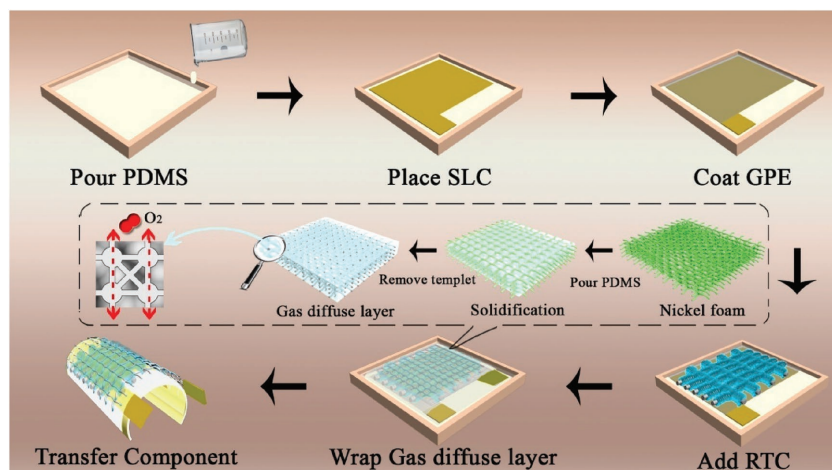 Pour PDMS
Place SLC
Coat GPE
O2
Remove templet
Pour PDMS
Gas diffuse layer
Solidification
Nickel foam
Transfer Component
Wrap Gas diffuse layer
Add RTC